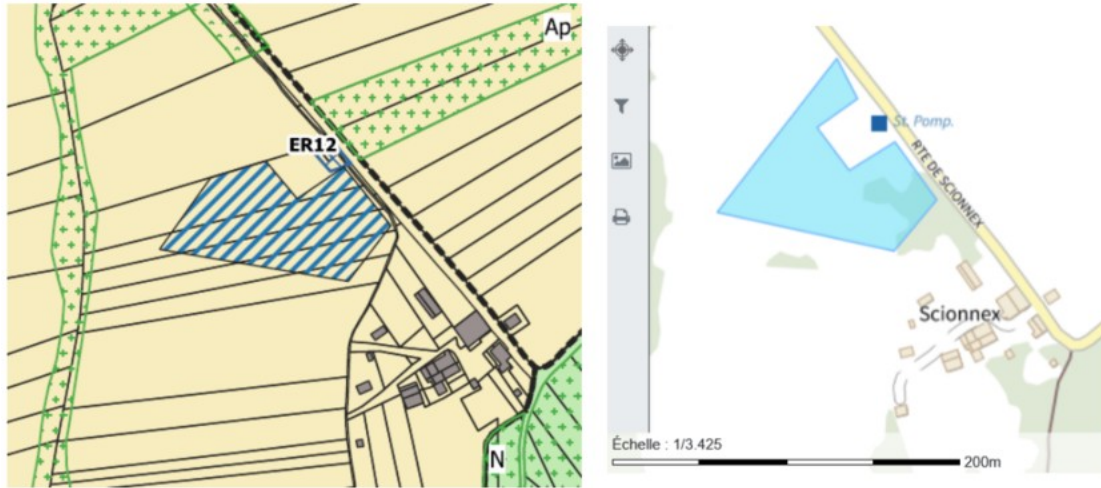 Ap
ER12
N
St. Pomp.
RTE DE SCIONNEX
Scionnex
Échelle : 1/3.425
200m